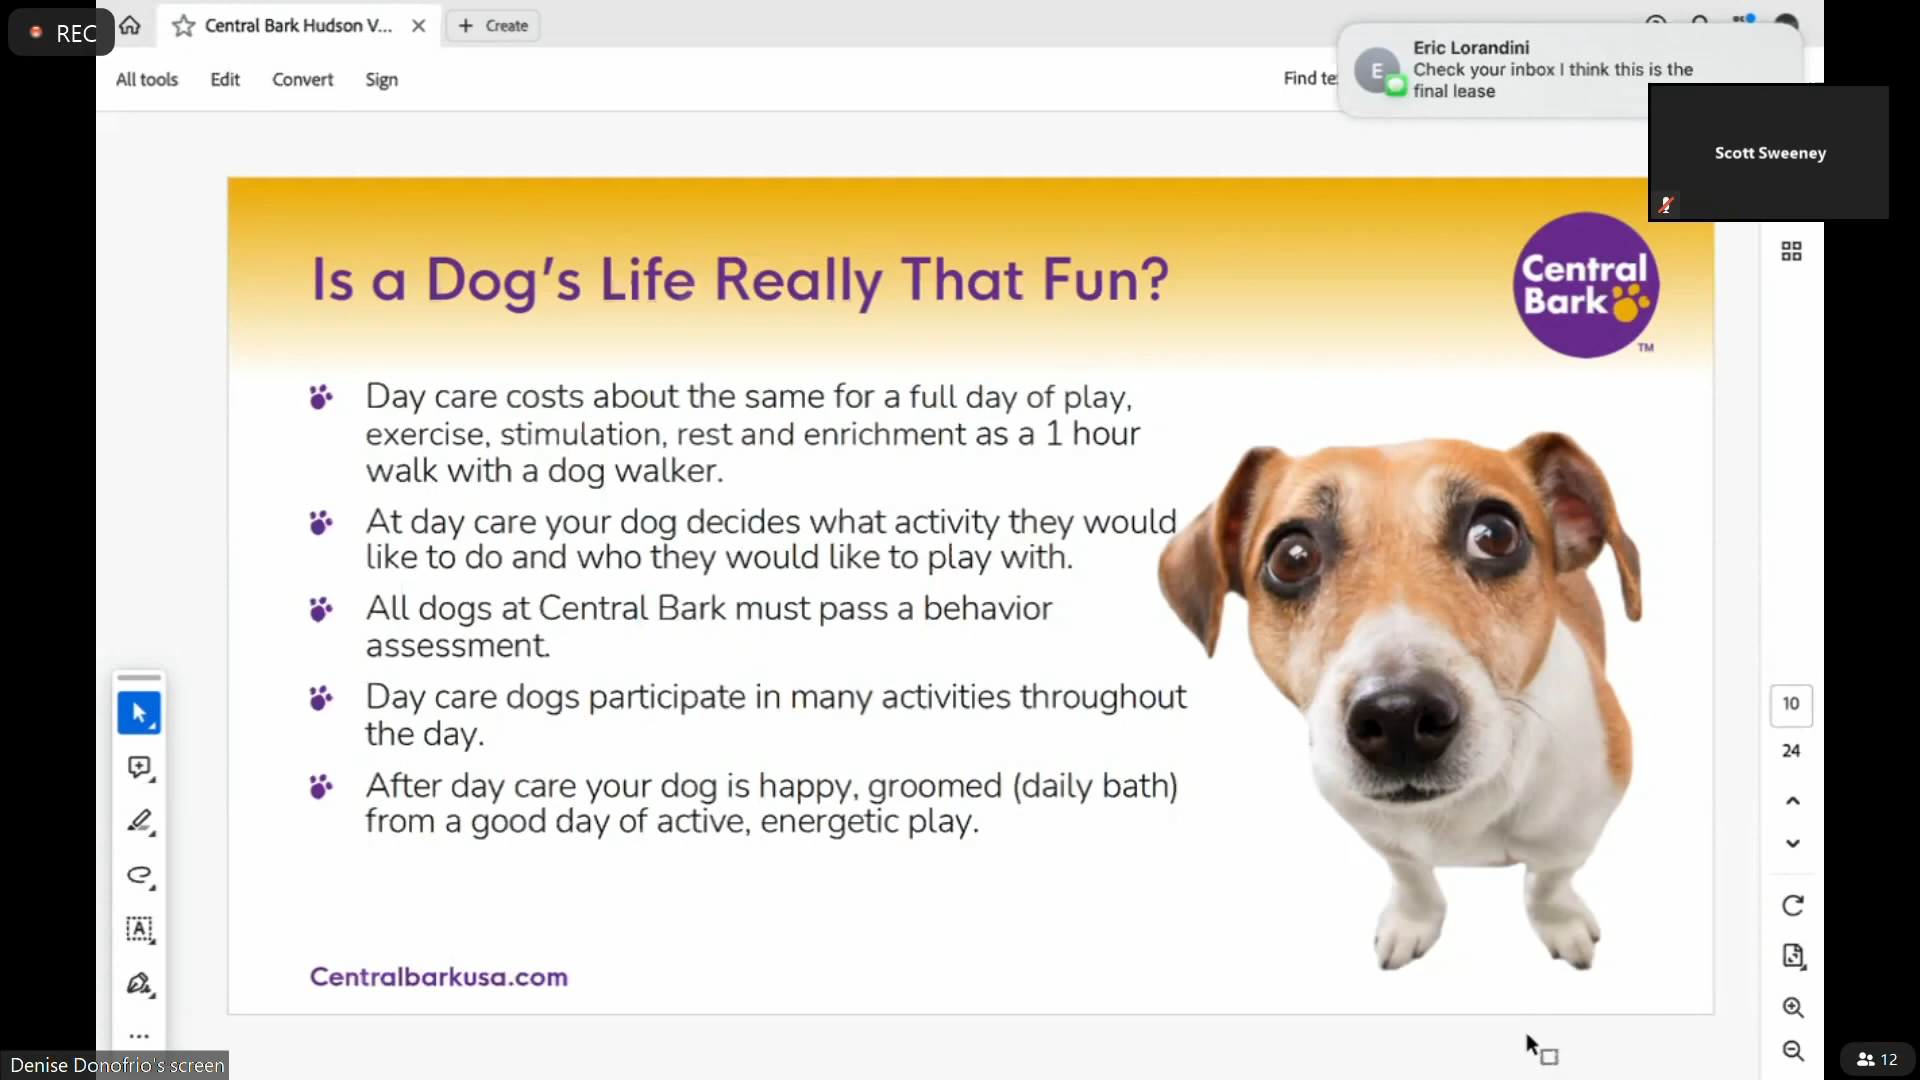 REC
Central Bark Hudson V...
Create
All tools
Edit
Convert
Sign
Eric Lorandini
E
Check your inbox I think this is the
final lease
Scott Sweeney
Is a Dog's Life Really That Fun?
Central
Bark
TM
Day care costs about the same for a full day of play,
exercise, stimulation, rest and enrichment as a 1 hour
walk with a dog walker.
At day care your dog decides what activity they would
like to do and who they would like to play with.
All dogs at Central Bark must pass a behavior
assessment.
Day care dogs participate in many activities throughout
the day.
After day care your dog is happy, groomed (daily bath)
from a good day of active, energetic play.
Centralbarkusa.com
10
24
Denise Donofrio's screen
12